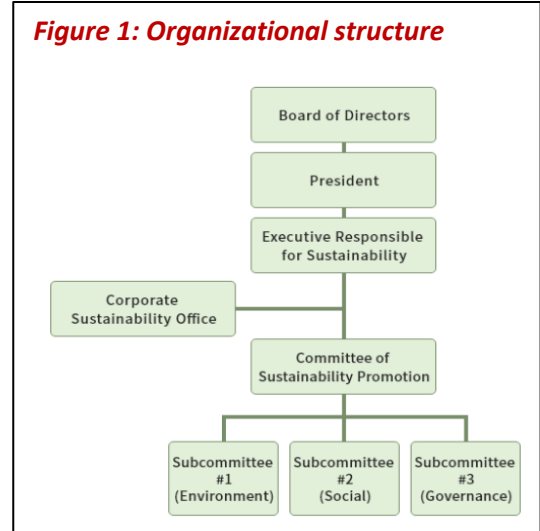 Figure 1: Organizational structure
Board of Directors
President
Executive Responsible
for Sustainability
Corporate
Sustainability Office
Committee of
Sustainability Promotion
Subcommittee
#1
(Environment)
Subcommittee
#2
(Social)
Subcommittee
#3
(Governance)